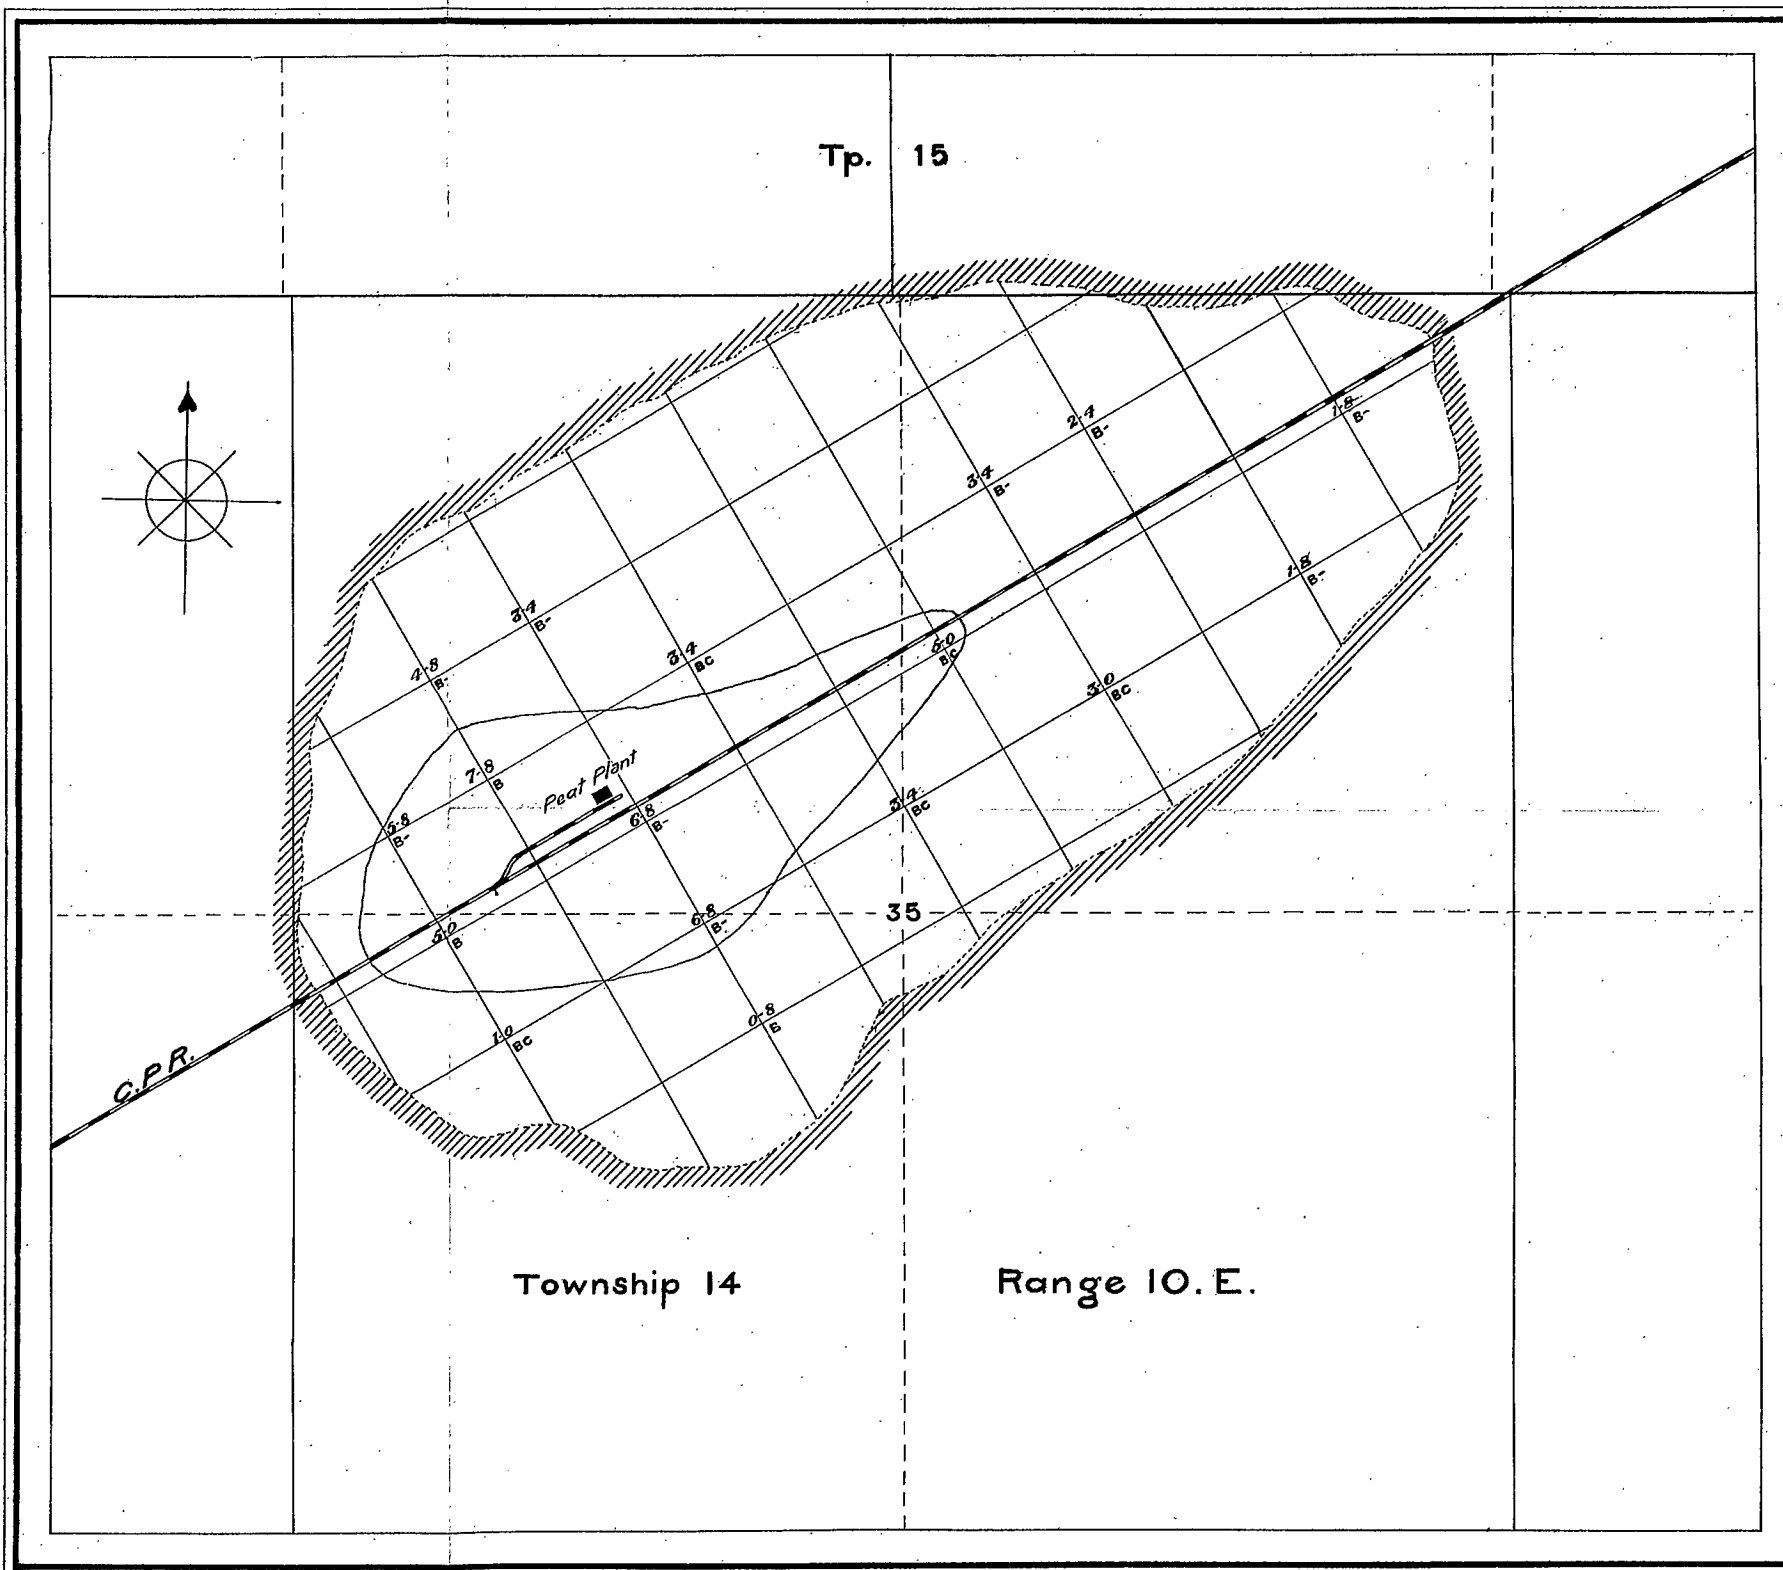 Tp. 15
1-8
B-
2-4
B-
3-4
B-
1-8
B-
3-4
B-
5-0
BC
3-4
BC
4-8
B-
3-0
BC
7-8
B
Peat Plant
3-4
BC
5-8
B-
6-8
B-
6-8
B-
35
5-0
B
0-8
B
1-0
BC
C.P.R.
Township 14 Range 10. E.